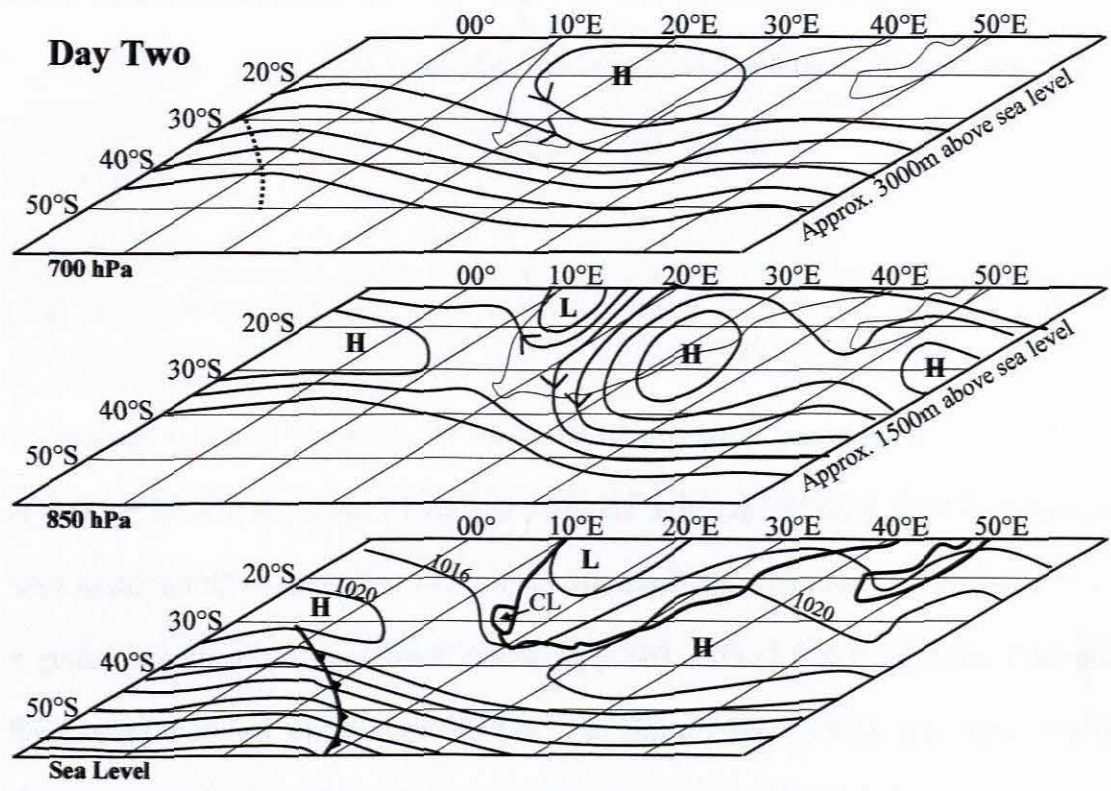 Day Two
00° 10°E 20°E 30°E 40°E 50°E
20°S
H
30°S
40°S
50°S
Approx. 3000m above sea level
700 hPa
00° 10°E 20°E 30°E 40°E 50°E
L
20°S
H
H
H
30°S
40°S
50°S
Approx. 1500m above sea level
850 hPa
00° 10°E 20°E 30°E 40°E 50°E
L
1016
20°S
1020
H
CL
1020
30°S
H
40°S
50°S
Sea Level